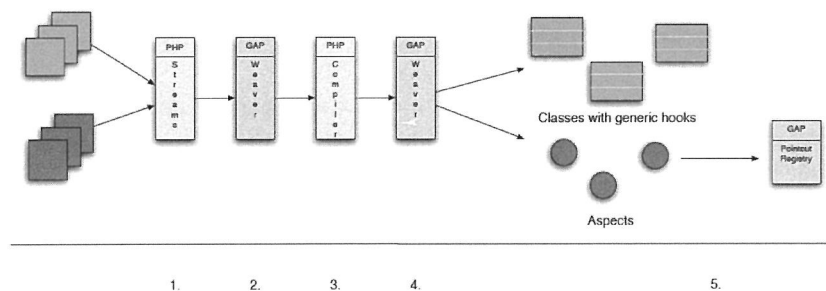 PHP
Streams
GAP
Weaver
PHP
Compiler
GAP
Weaver
Classes with generic hooks
Aspects
GAP
Pointcut
Registry
1. 2. 3. 4. 5.